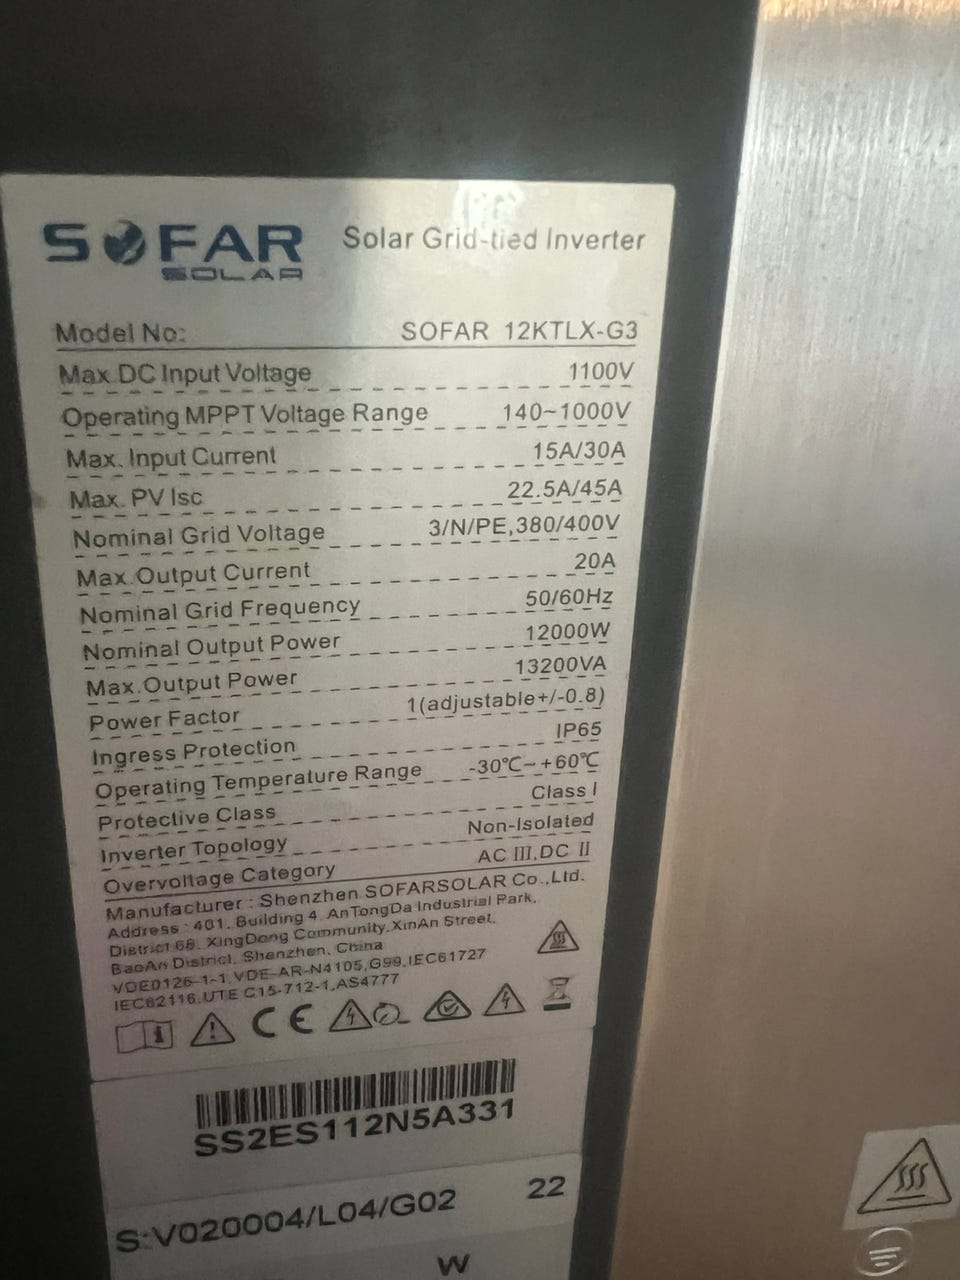 SOFAR
SOLAR
Solar Grid-tied Inverter
Model No: SOFAR 12KTLX-G3
Max.DC Input Voltage 1100V
Operating MPPT Voltage Range 140~1000V
Max. Input Current 15A/30A
Max. PV Isc 22.5A/45A
Nominal Grid Voltage 3/N/PE,380/400V
Max.Output Current 20A
Nominal Grid Frequency 50/60Hz
Nominal Output Power 12000W
Max.Output Power 13200VA
Power Factor 1(adjustable+/-0.8)
Ingress Protection IP65
Operating Temperature Range -30℃~+60℃
Protective Class Class I
Inverter Topology Non-Isolated
Overvoltage Category AC III,DC II
Manufacturer : Shenzhen SOFARSOLAR Co.,Ltd.
Address : 401, Building 4, AnTongDa Industrial Park,
District 68, XingDong Community,XinAn Street,
BaoAn District, Shenzhen, China
VDE0126-1-1,VDE-AR-N4105,G99,IEC61727
IEC62116,UTE C15-712-1,AS4777
CE
SS2ES112N5A331
S:V020004/L04/G02 22
W